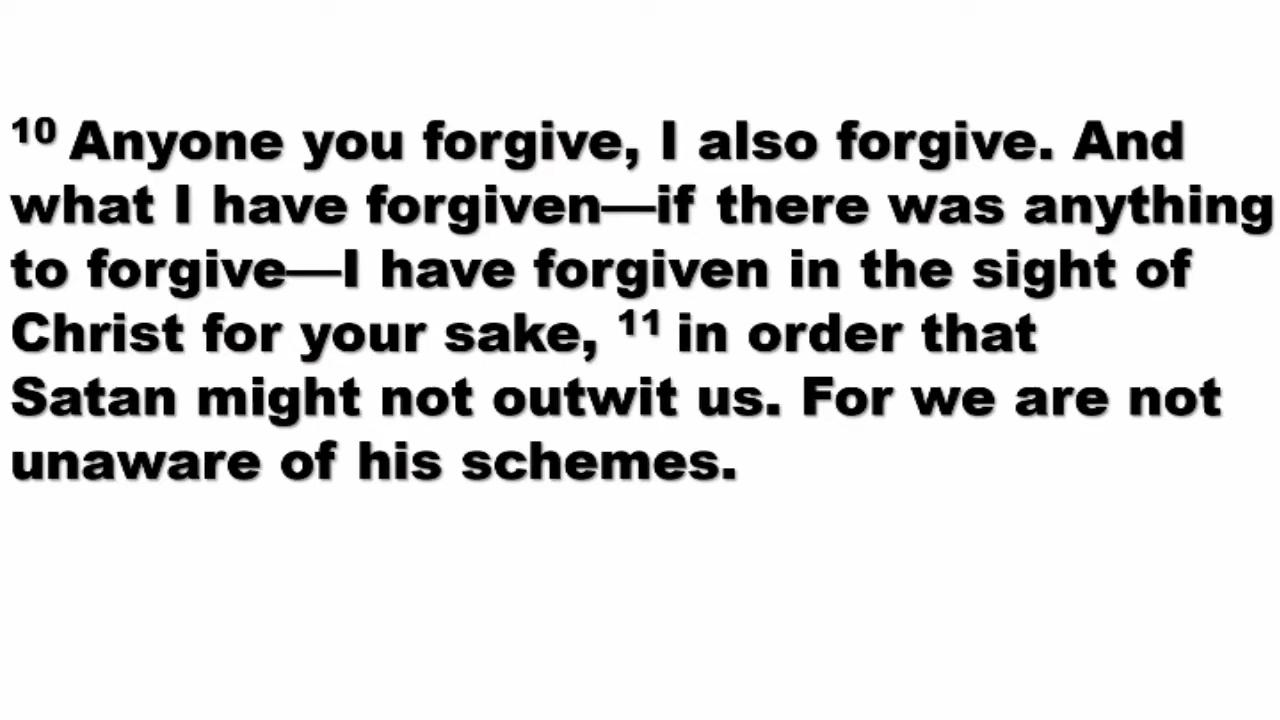 10 Anyone you forgive, I also forgive. And
what I have forgiven—if there was anything
to forgive—I have forgiven in the sight of
Christ for your sake, 11 in order that
Satan might not outwit us. For we are not
unaware of his schemes.